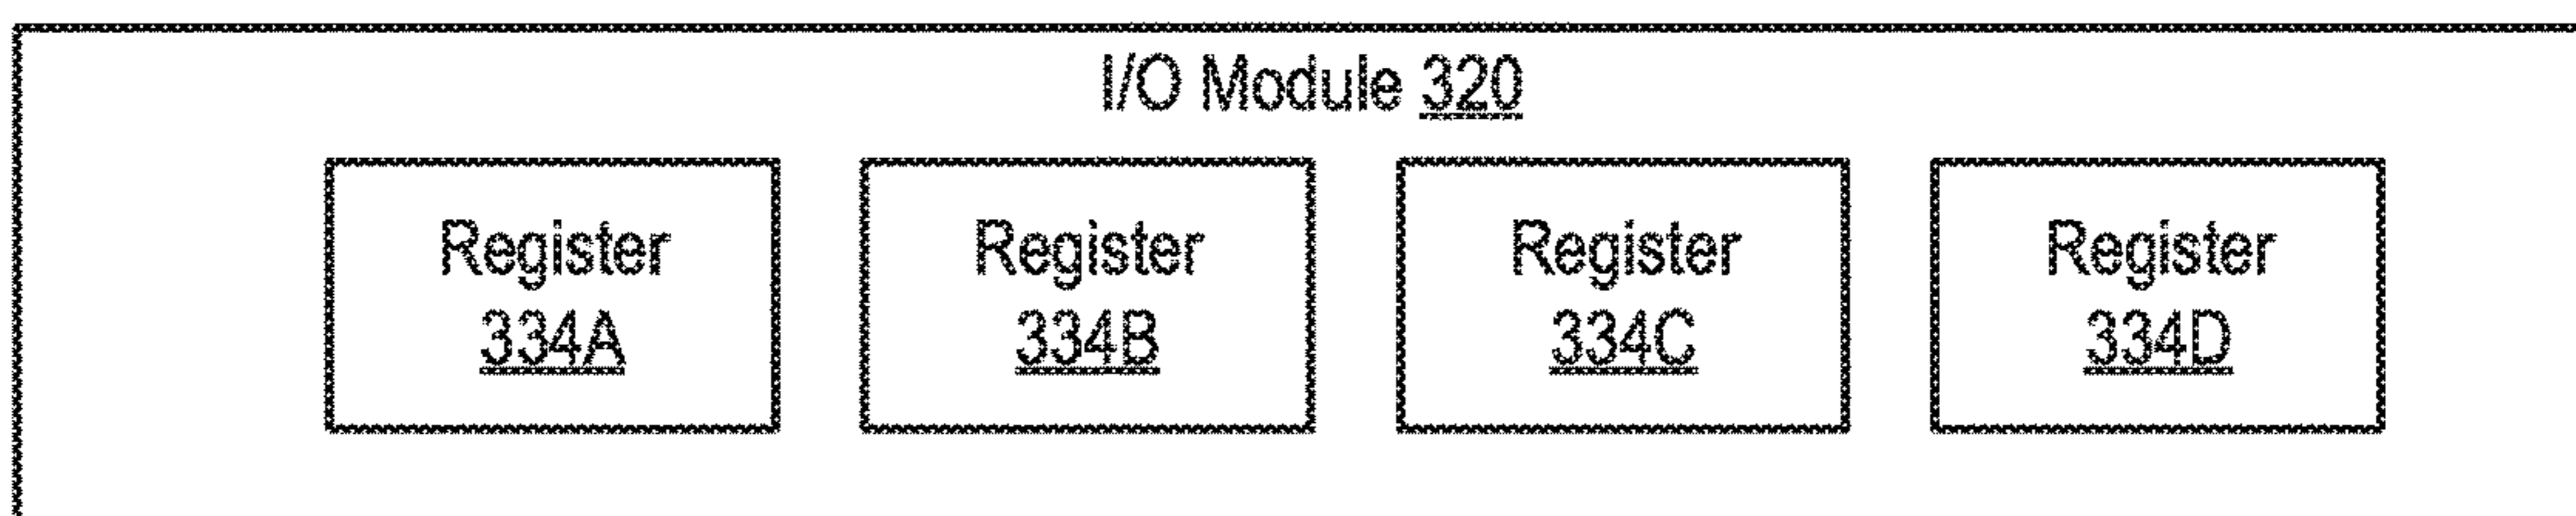 I/O Module 320
Register
334A
Register
334B
Register
334C
Register
334D